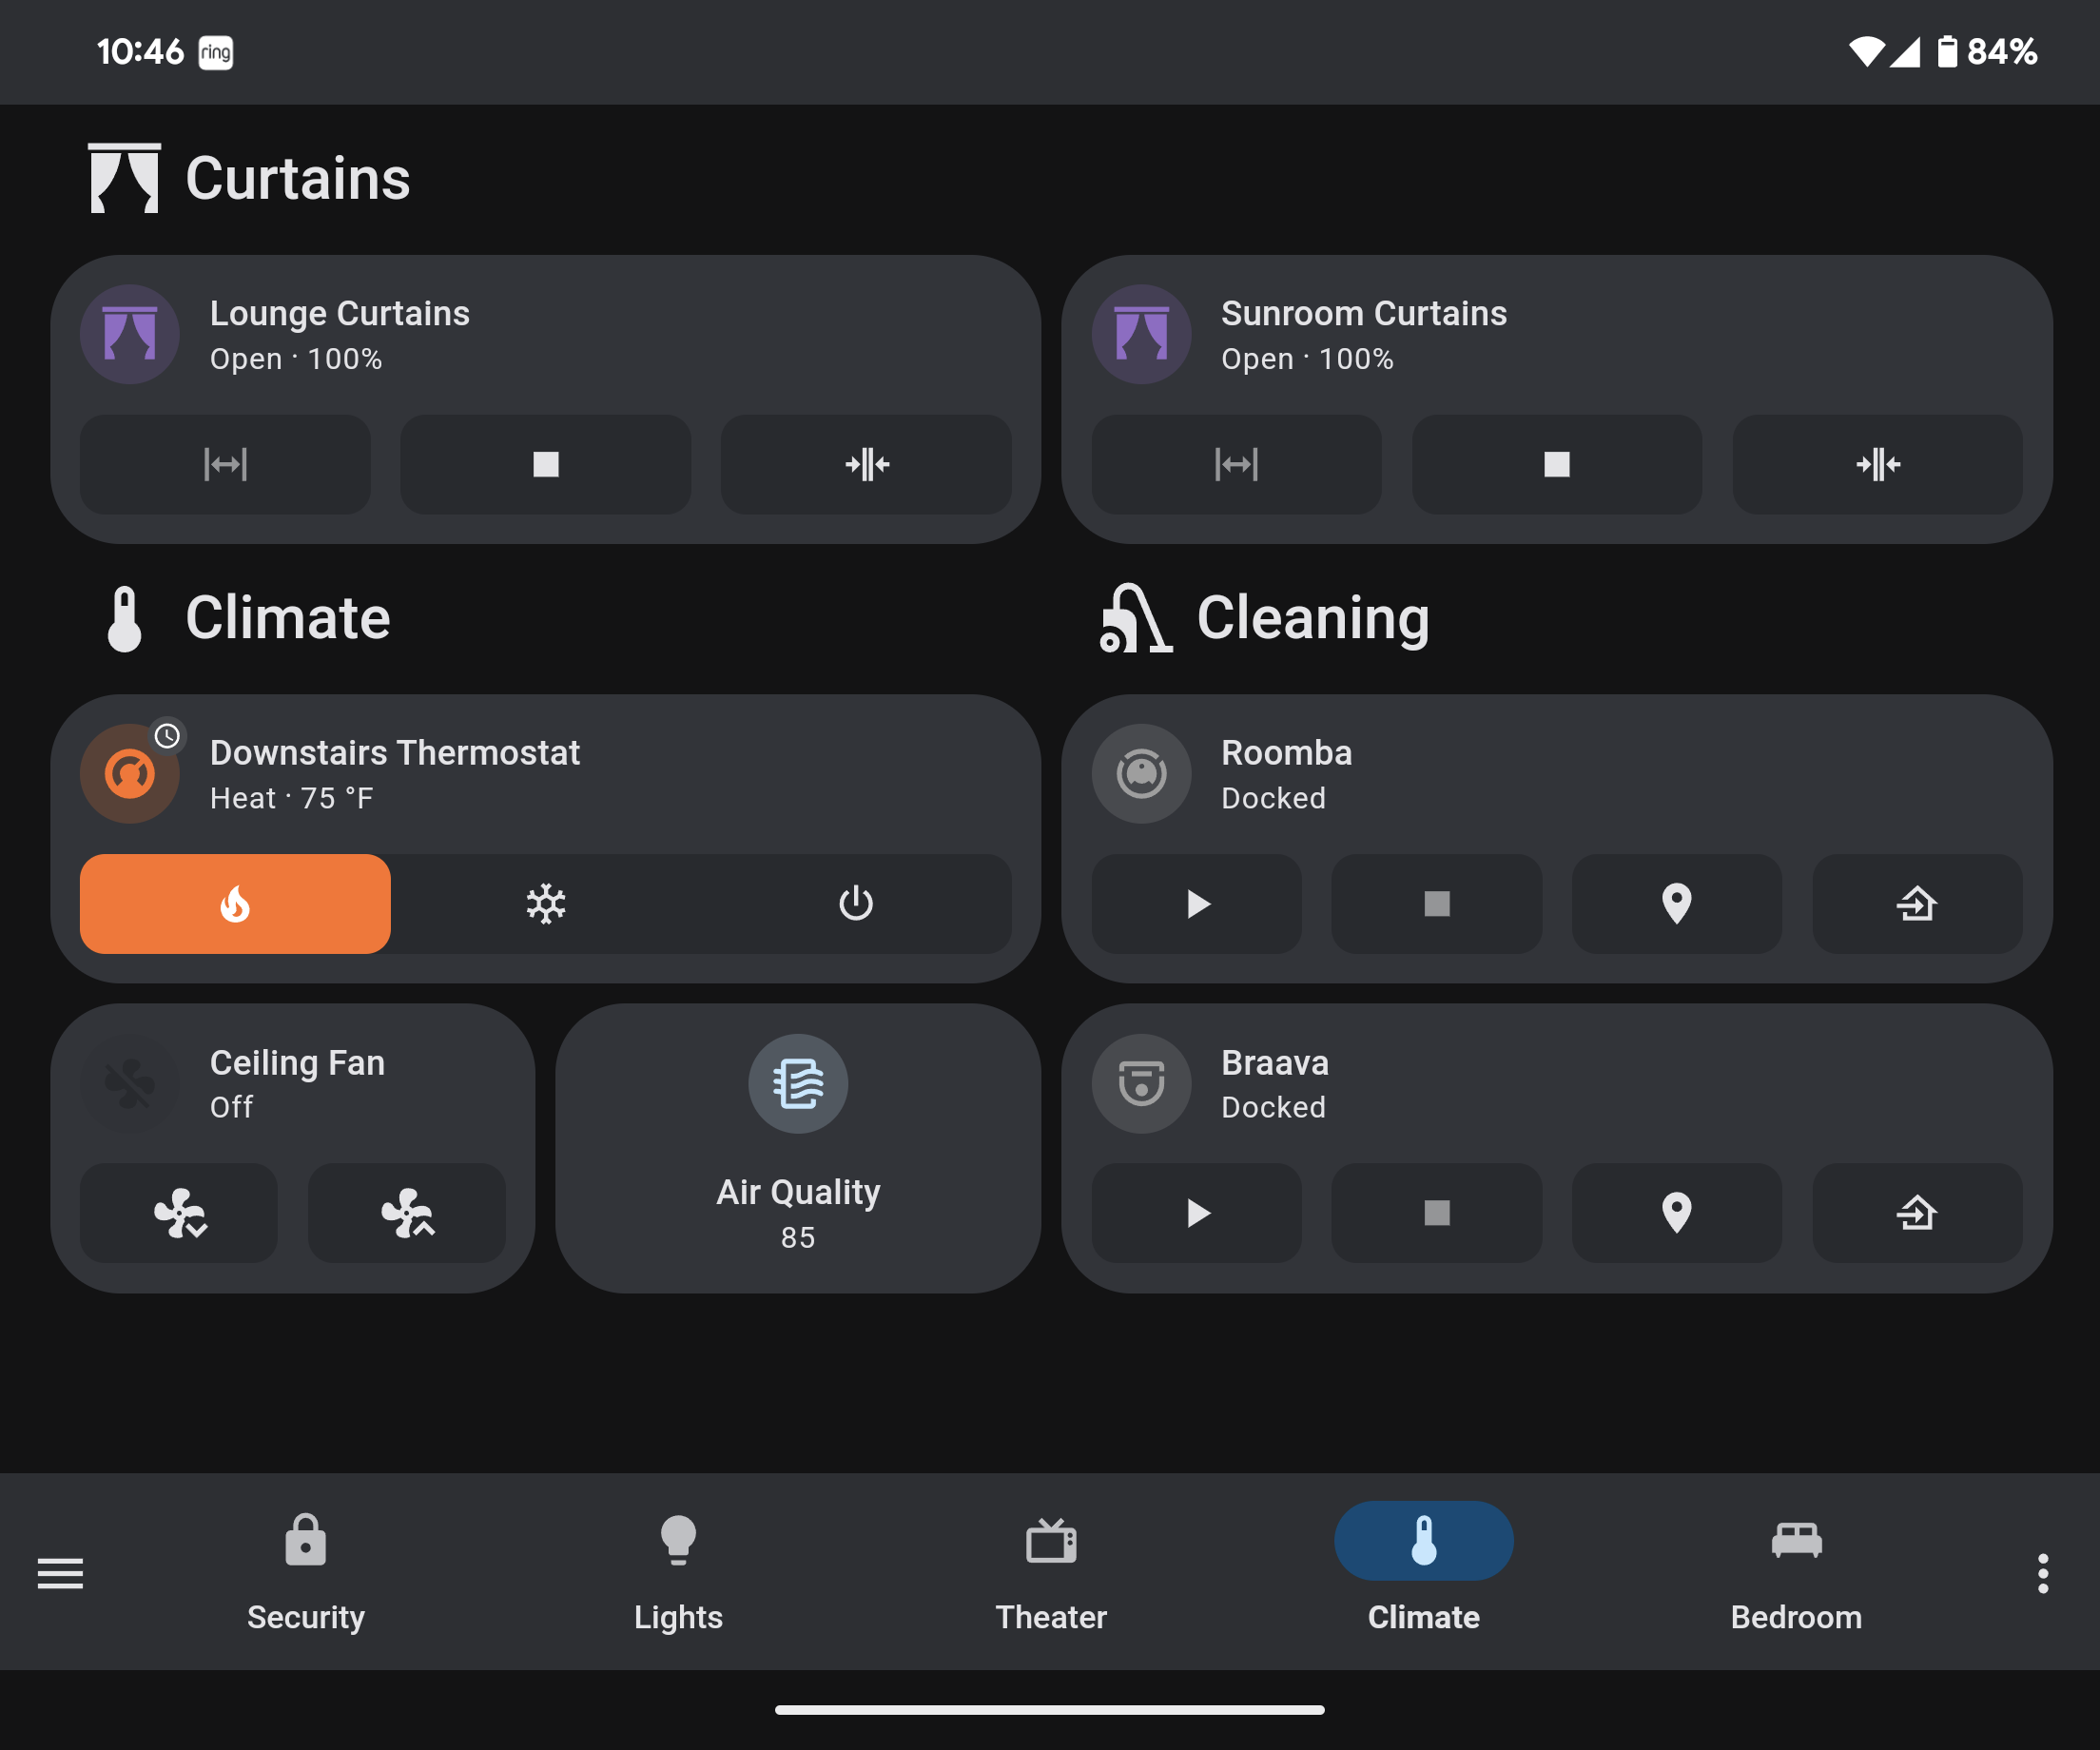 10:46 ring 84%
Curtains
Lounge Curtains
Open · 100%
Sunroom Curtains
Open · 100%
Climate
Downstairs Thermostat
Heat · 75 °F
Ceiling Fan
Off
Air Quality
85
Cleaning
Roomba
Docked
Braava
Docked
Security Lights Theater Climate Bedroom